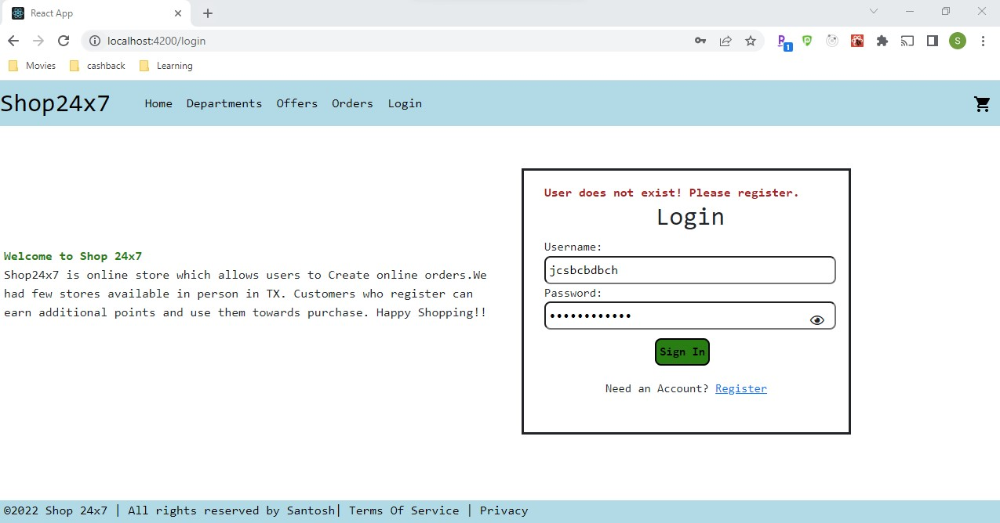 React App
localhost:4200/login
1
S
Movies cashback Learning
Shop24x7 Home Departments Offers Orders Login
User does not exist! Please register.
Login
Username:
jcsbcbdbch
Password:
••••••••••••
Sign In
Need an Account? Register
Welcome to Shop 24x7
Shop24x7 is online store which allows users to Create online orders.We
had few stores available in person in TX. Customers who register can
earn additional points and use them towards purchase. Happy Shopping!!
©2022 Shop 24x7 | All rights reserved by Santosh| Terms Of Service | Privacy